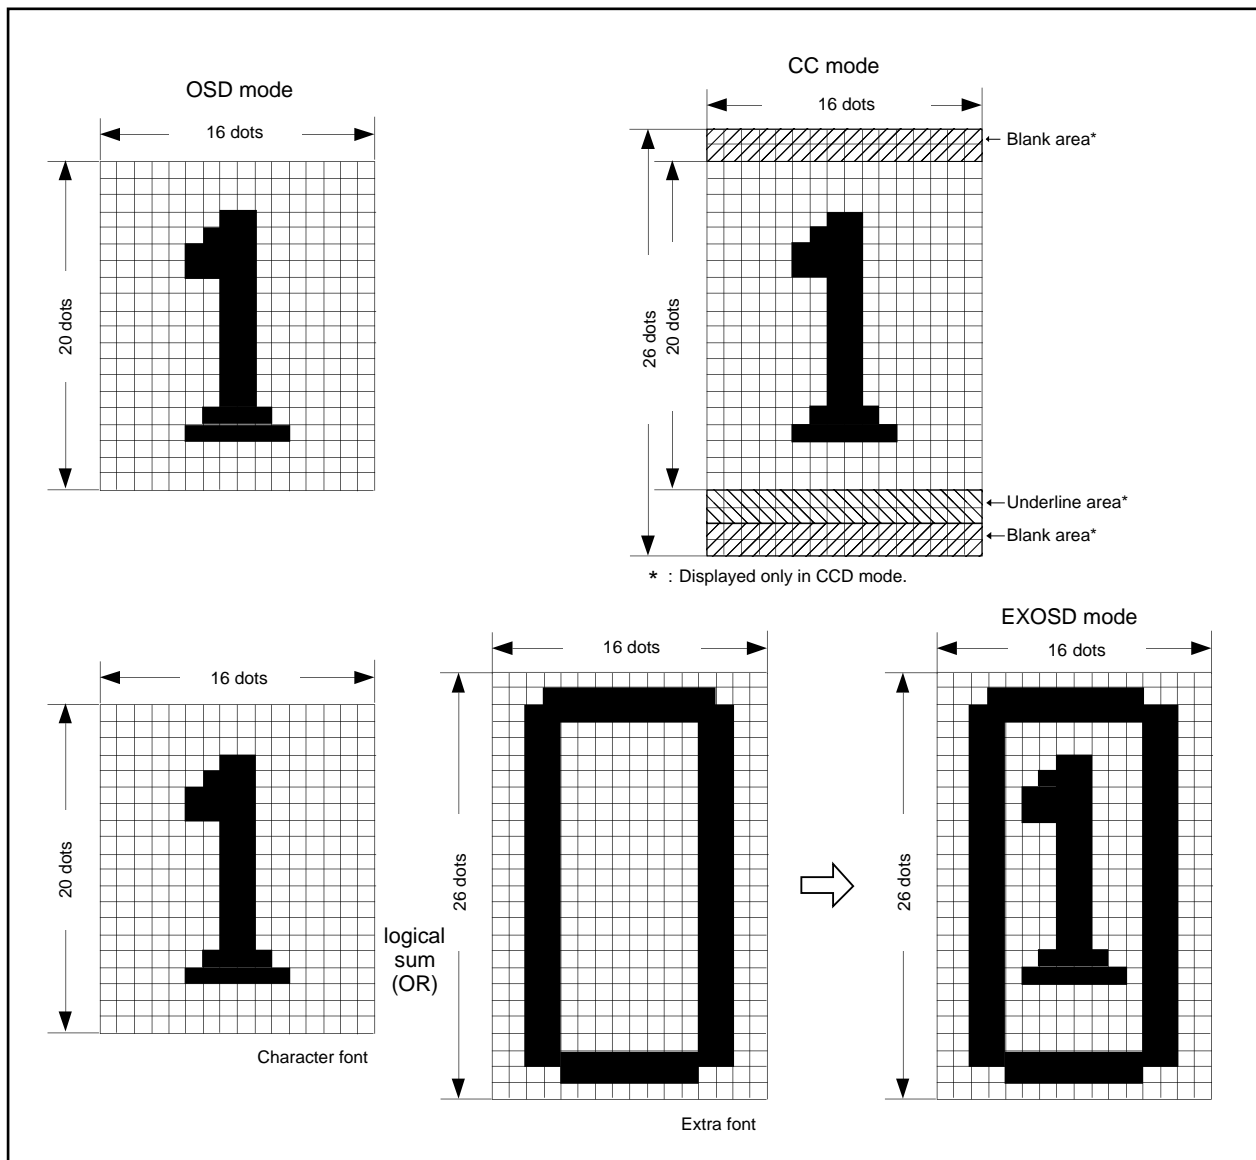 OSD mode
16 dots
20 dots
CC mode
16 dots
26 dots
20 dots
Blank area*
Underline area*
Blank area*
* : Displayed only in CCD mode.
16 dots
20 dots
Character font
logical
sum
(OR)
16 dots
26 dots
Extra font
EXOSD mode
16 dots
26 dots